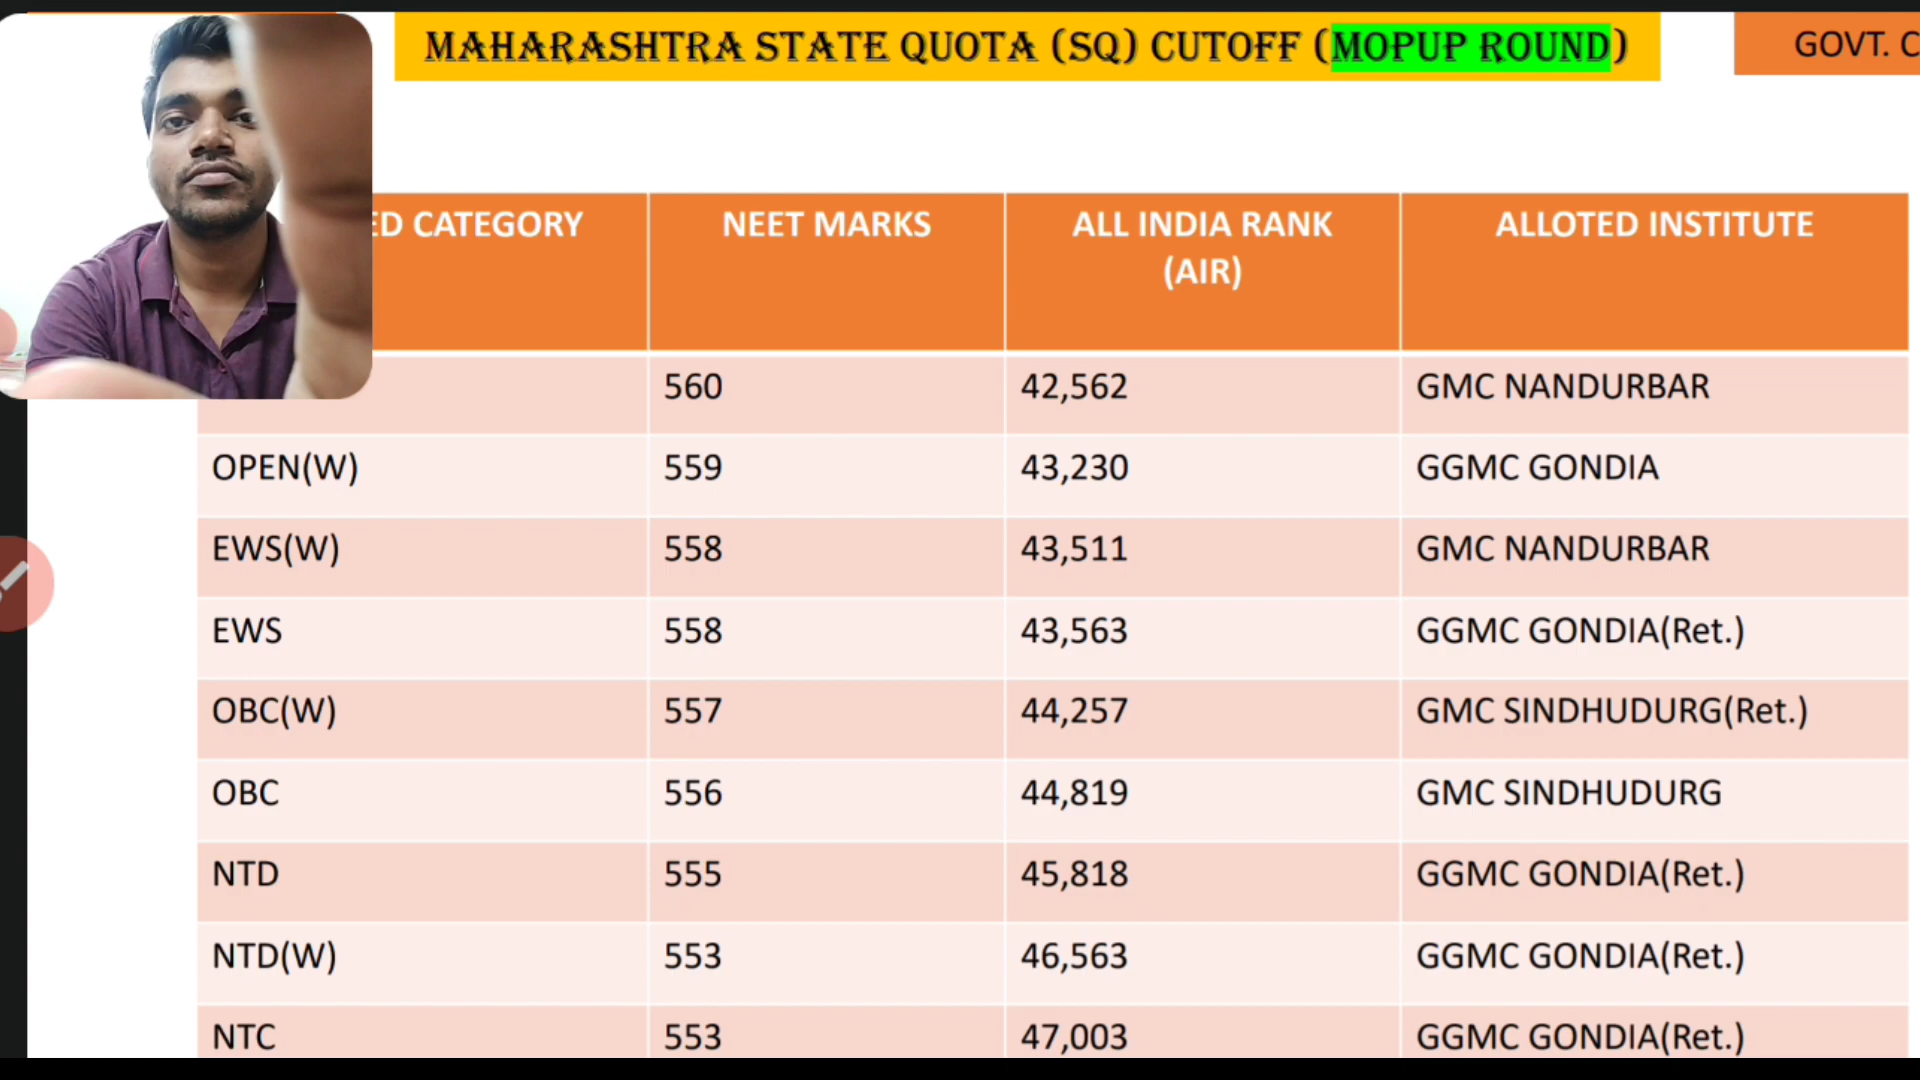 MAHARASHTRA STATE QUOTA (SQ) CUTOFF (MOPUP ROUND)
GOVT. C
ED CATEGORY NEET MARKS ALL INDIA RANK (AIR) ALLOTED INSTITUTE
560 42,562 GMC NANDURBAR
OPEN(W) 559 43,230 GGMC GONDIA
EWS(W) 558 43,511 GMC NANDURBAR
EWS 558 43,563 GGMC GONDIA(Ret.)
OBC(W) 557 44,257 GMC SINDHUDURG(Ret.)
OBC 556 44,819 GMC SINDHUDURG
NTD 555 45,818 GGMC GONDIA(Ret.)
NTD(W) 553 46,563 GGMC GONDIA(Ret.)
NTC 553 47,003 GGMC GONDIA(Ret.)